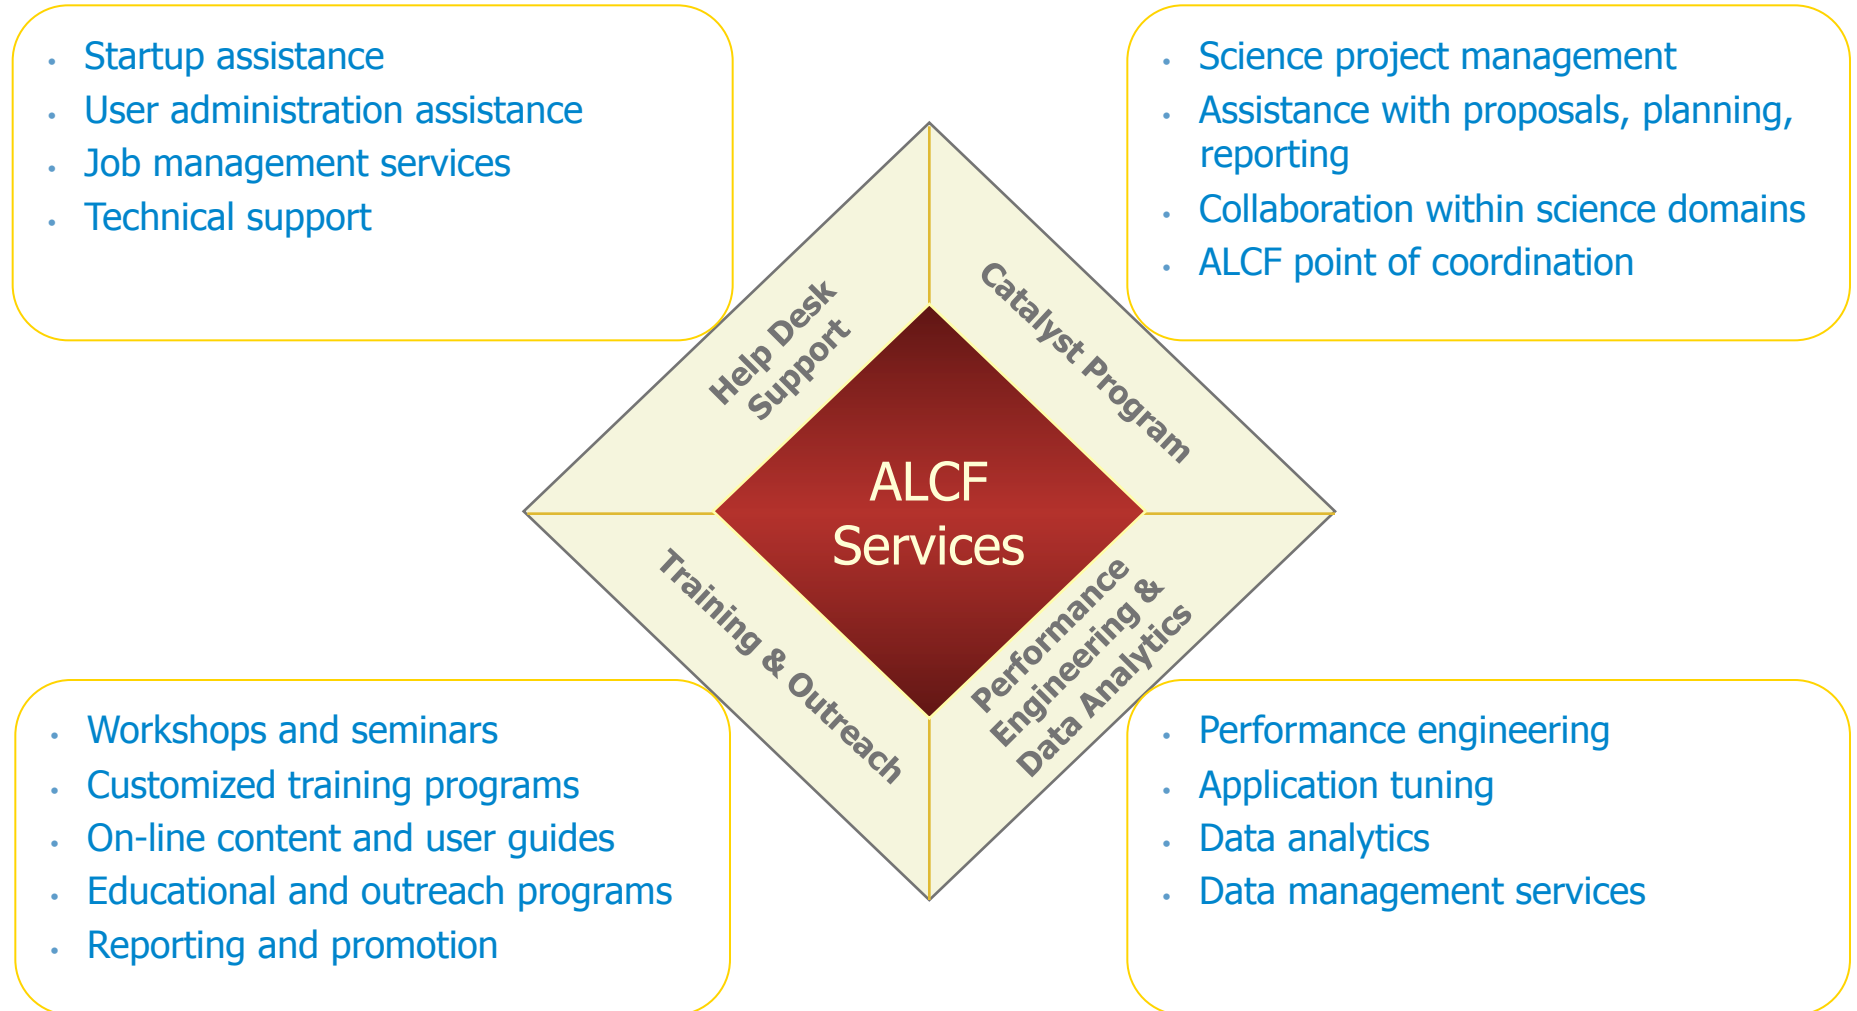 • Startup assistance
• User administration assistance
• Job management services
• Technical support
• Science project management
• Assistance with proposals, planning,
reporting
• Collaboration within science domains
• ALCF point of coordination
Help Desk
Support
Catalyst Program
ALCF
Services
Training & Outreach
Performance
Engineering &
Data Analytics
• Workshops and seminars
• Customized training programs
• On-line content and user guides
• Educational and outreach programs
• Reporting and promotion
• Performance engineering
• Application tuning
• Data analytics
• Data management services